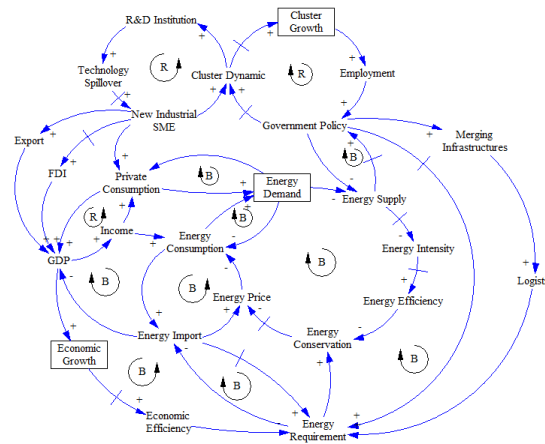 R&D Institution
Cluster
Growth
Technology
Spillover
Cluster Dynamic
Employment
New Industrial
SME
Government Policy
Export
Merging
Infrastructures
FDI
Private
Consumption
Energy
Demand
Energy Supply
Income
Energy
Consumption
Energy Intensity
GDP
Energy Price
Energy Efficiency
Logist
Energy Import
Energy
Conservation
Economic
Growth
Economic
Efficiency
Energy
Requirement
R
R
B
B
R
B
B
B
B
B
B
B